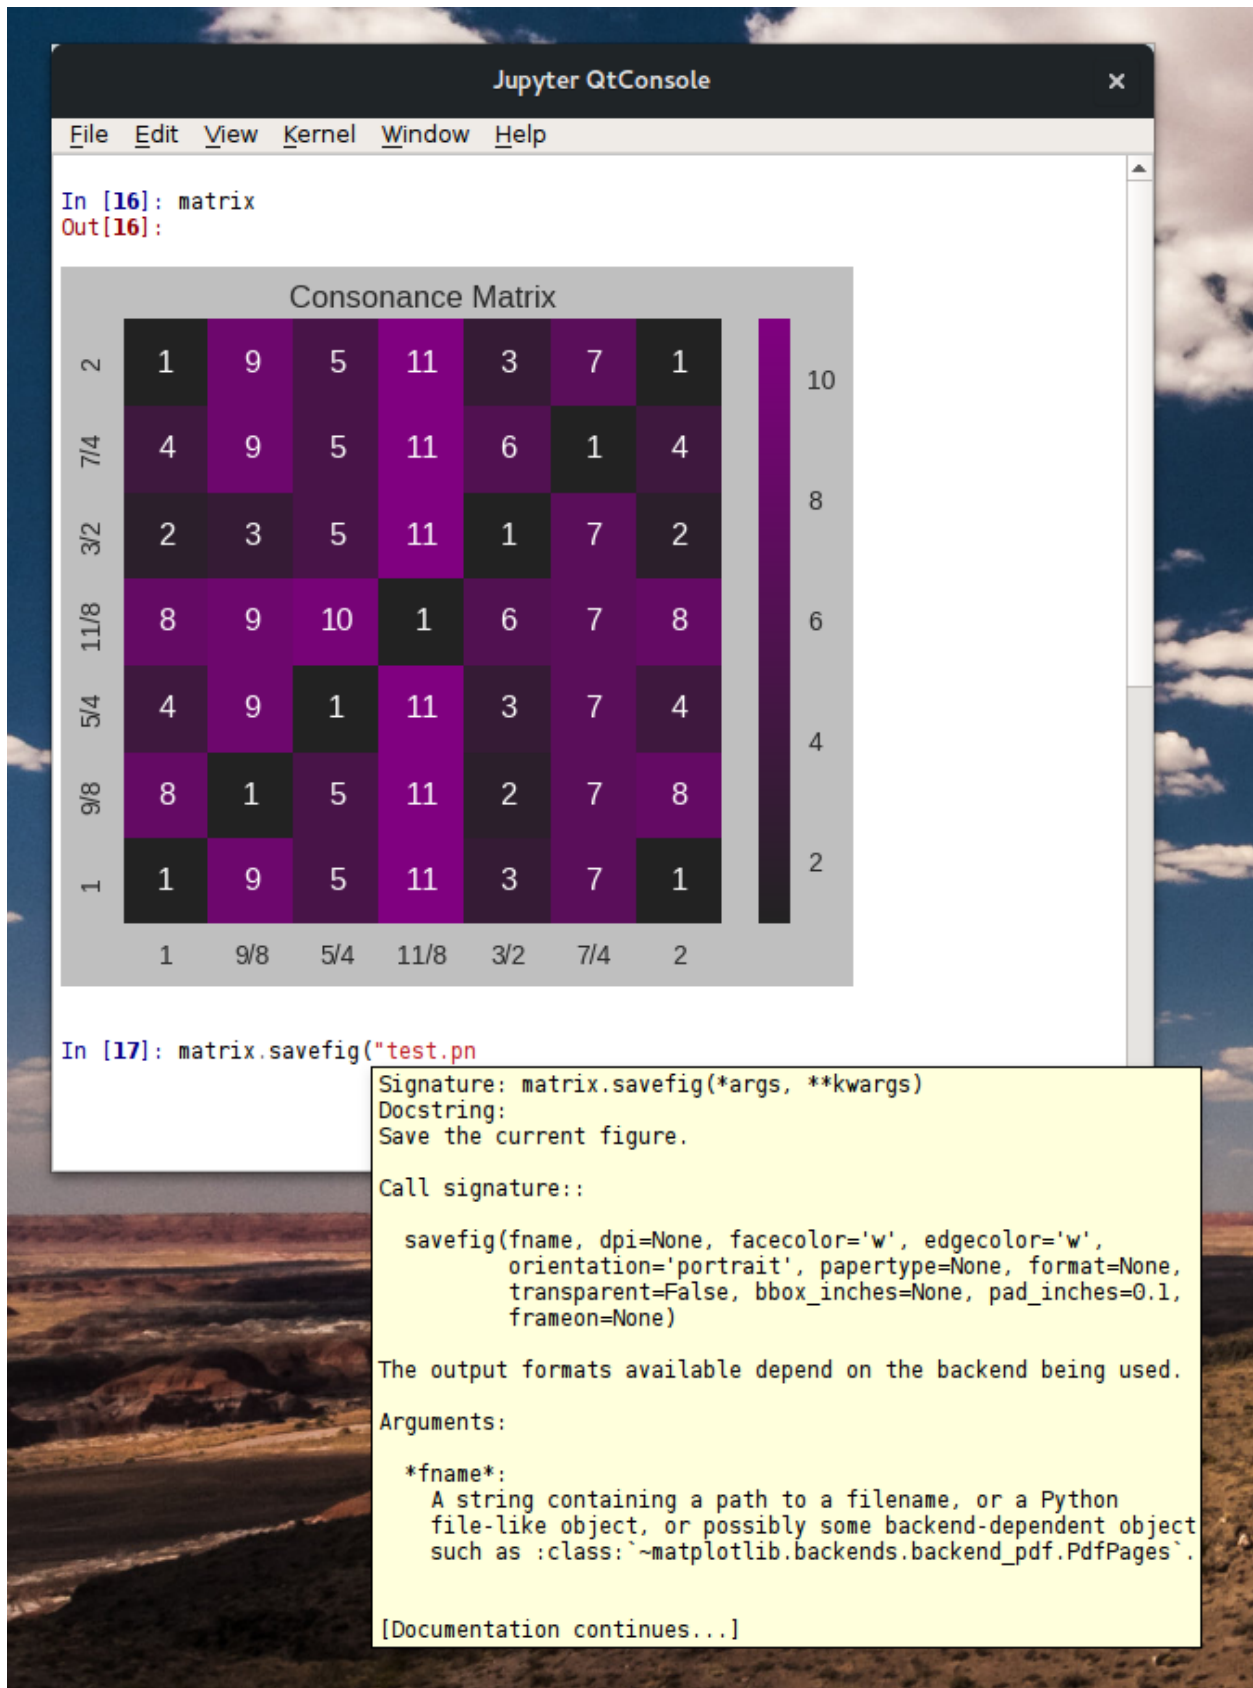 Jupyter QtConsole
File Edit View Kernel Window Help
In [16]: matrix
Out[16]:
Consonance Matrix
2 1 9 5 11 3 7 1
7/4 4 9 5 11 6 1 4
3/2 2 3 5 11 1 7 2
11/8 8 9 10 1 6 7 8
5/4 4 9 1 11 3 7 4
9/8 8 1 5 11 2 7 8
1 1 9 5 11 3 7 1
1 9/8 5/4 11/8 3/2 7/4 2
10
8
6
4
2
In [17]: matrix.savefig("test.pn
Signature: matrix.savefig(*args, **kwargs)
Docstring:
Save the current figure.
Call signature::
savefig(fname, dpi=None, facecolor='w', edgecolor='w',
orientation='portrait', papertype=None, format=None,
transparent=False, bbox_inches=None, pad_inches=0.1,
frameon=None)
The output formats available depend on the backend being used.
Arguments:
*fname*:
A string containing a path to a filename, or a Python
file-like object, or possibly some backend-dependent object
such as :class:`~matplotlib.backends.backend_pdf.PdfPages`.
[Documentation continues...]